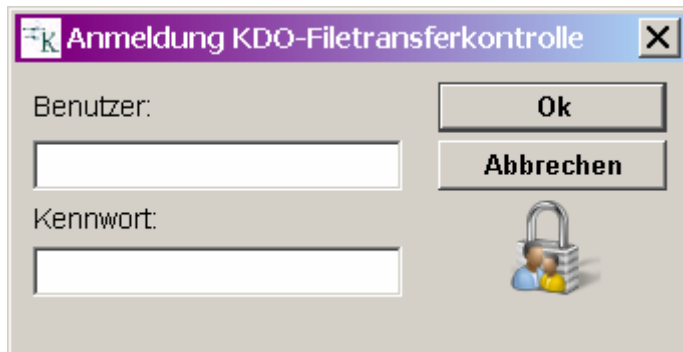 Anmeldung KDO-Filetransferkontrolle
Benutzer:
Ok
Abbrechen
Kennwort: